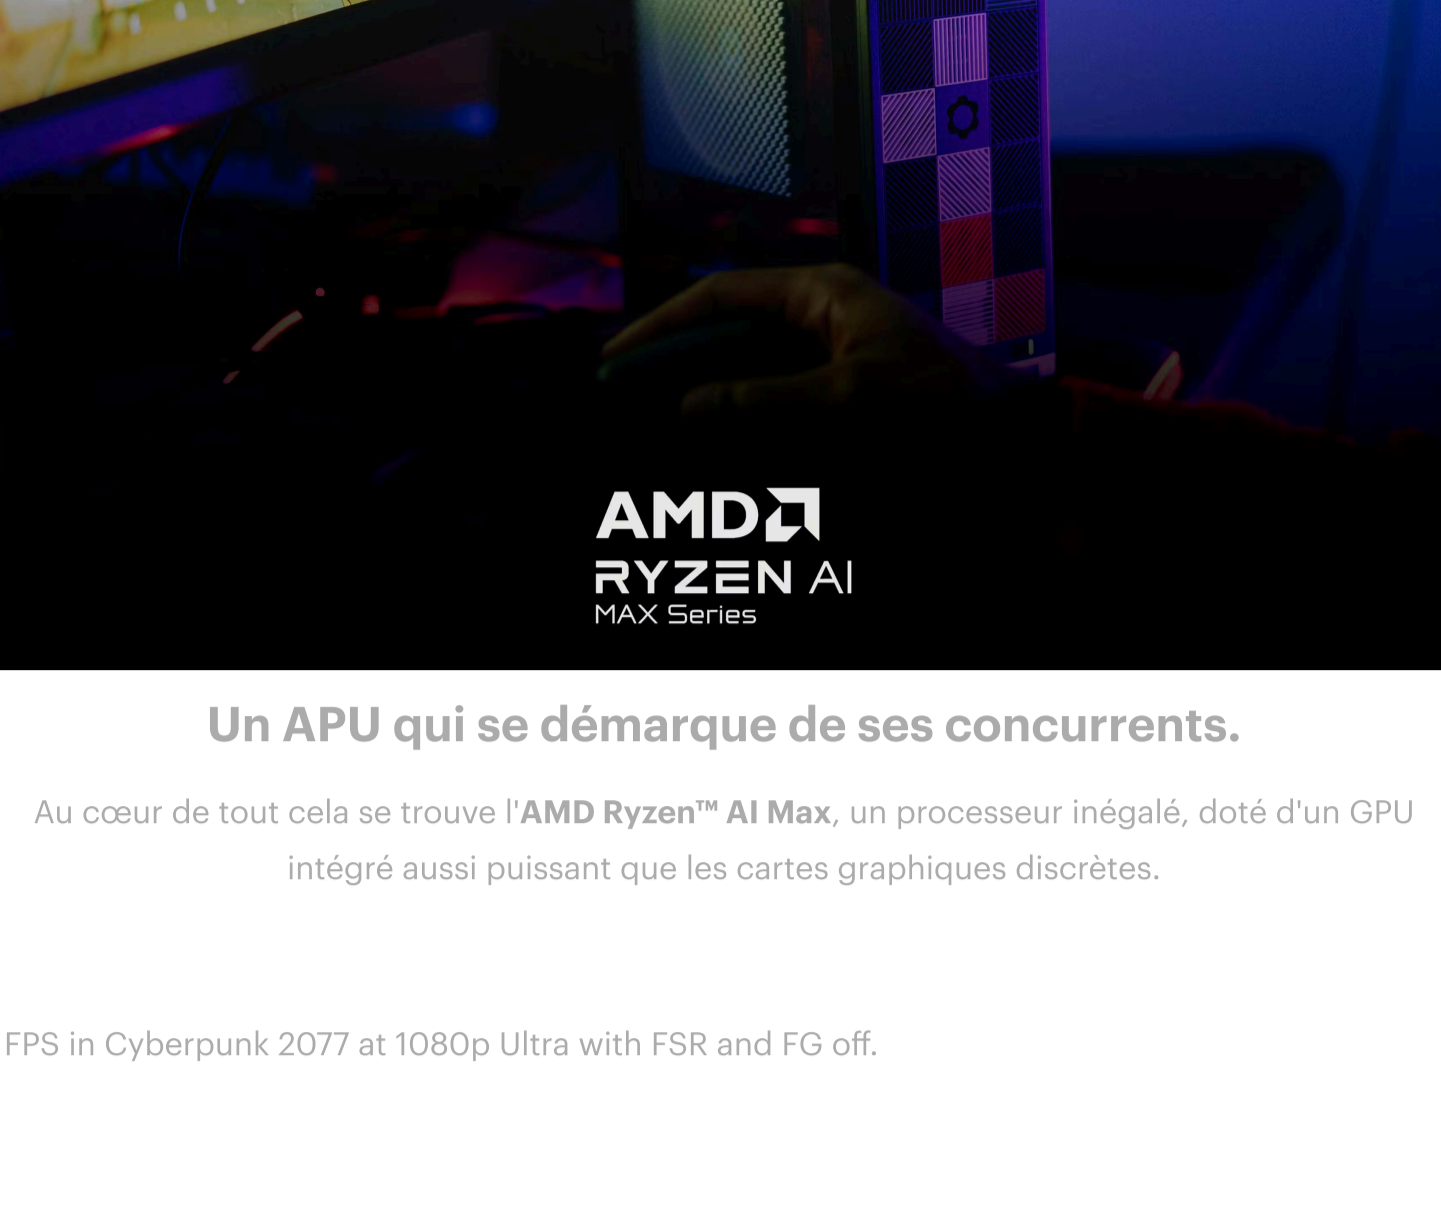 AMD
RYZEN AI
MAX Series
Un APU qui se démarque de ses concurrents.
Au cœur de tout cela se trouve l'AMD Ryzen™ AI Max, un processeur inégalé, doté d'un GPU
intégré aussi puissant que les cartes graphiques discrètes.
FPS in Cyberpunk 2077 at 1080p Ultra with FSR and FG off.